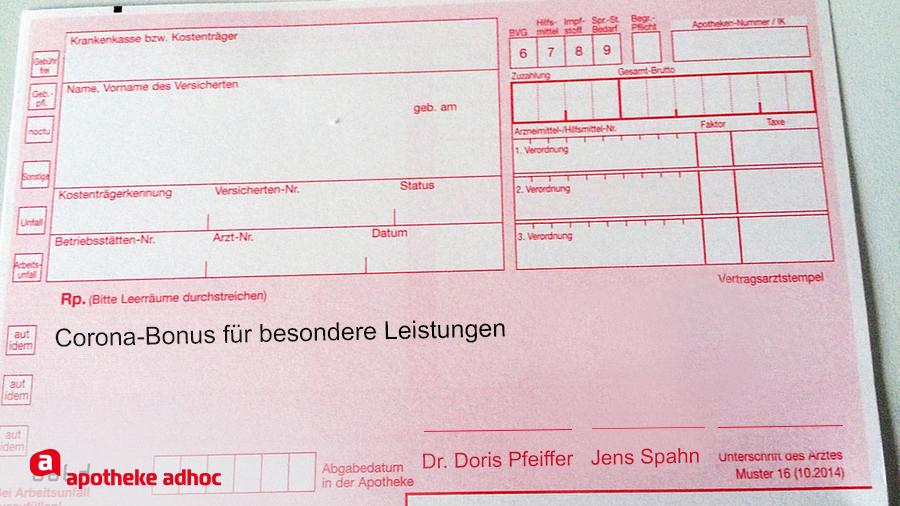 Krankenkasse bzw. Kostenträger
BVG
Hilfs-
mittel
Impf-
stoff
Spr.-St.
Bedarf
Begr.-
Pflicht
Apotheken-Nummer / IK
6 7 8 9
Gebühr
frei
Geb.-
pfl.
noctu
Sonstige
Unfall
Arbeits-
unfall
Name, Vorname des Versicherten
geb. am
Zuzahlung
Gesamt-Brutto
Arzneimittel-/Hilfsmittel-Nr.
Faktor
Taxe
1. Verordnung
2. Verordnung
3. Verordnung
Kostenträgerkennung
Versicherten-Nr.
Status
Betriebsstätten-Nr.
Arzt-Nr.
Datum
Vertragsarztstempel
Rp. (Bitte Leerräume durchstreichen)
aut
idem
Corona-Bonus für besondere Leistungen
aut
idem
aut
idem
a
apotheke adhoc
Abgabedatum
in der Apotheke
Dr. Doris Pfeiffer
Jens Spahn
Unterschrift des Arztes
Muster 16 (10.2014)
Bei Arbeitsunfall